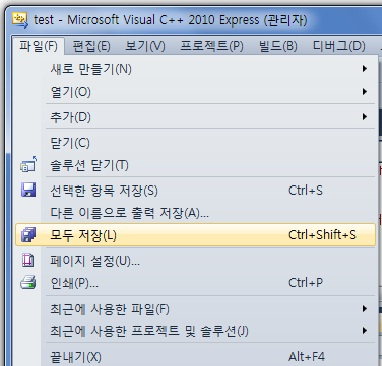 test - Microsoft Visual C++ 2010 Express (관리자)
파일(F) 편집(E) 보기(V) 프로젝트(P) 빌드(B) 디버그(D)
새로 만들기(N)
열기(O)
추가(D)
닫기(C)
솔루션 닫기(T)
선택한 항목 저장(S) Ctrl+S
다른 이름으로 출력 저장(A)...
모두 저장(L) Ctrl+Shift+S
페이지 설정(U)...
인쇄(P)... Ctrl+P
최근에 사용한 파일(F)
최근에 사용한 프로젝트 및 솔루션(J)
끝내기(X) Alt+F4